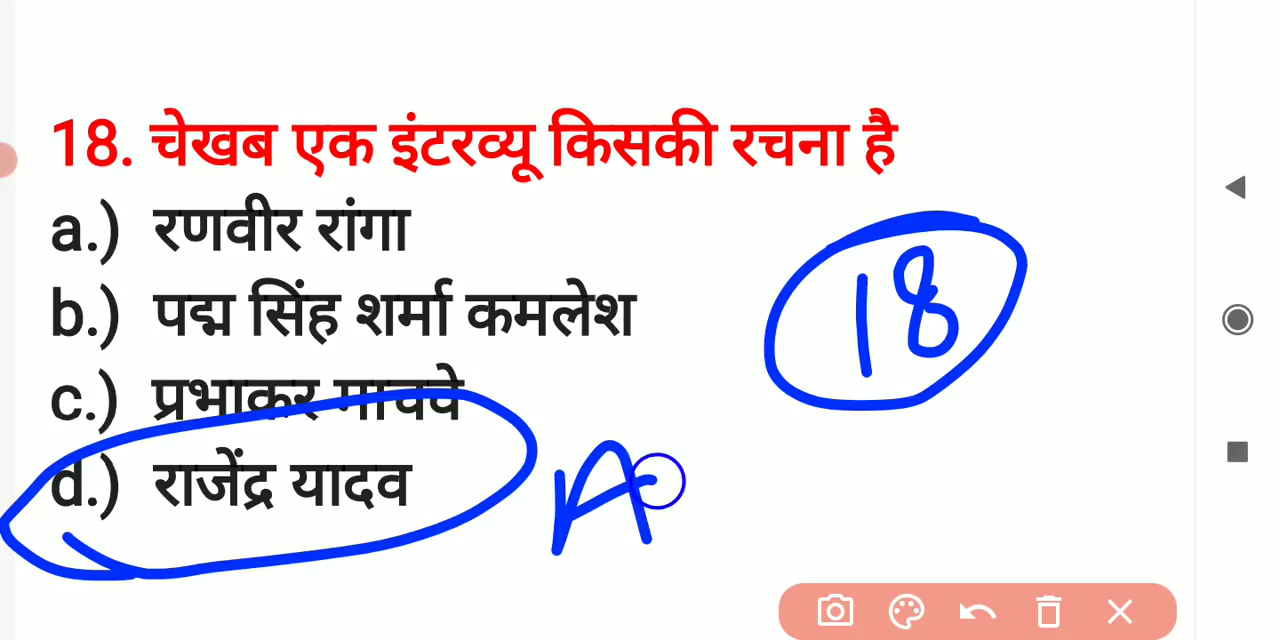 18. चेखब एक इंटरव्यू किसकी रचना है
a.) रणवीर रांगा
b.) पद्म सिंह शर्मा कमलेश
c.) प्रभाकर माचवे
d.) राजेंद्र यादव
18
A